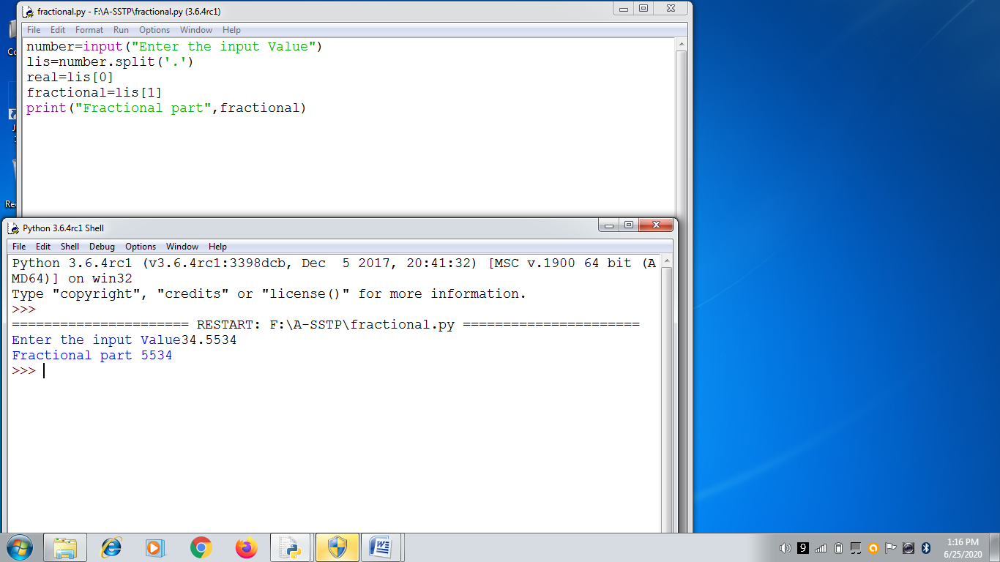 fractional.py - F:\A-SSTP\fractional.py (3.6.4rc1)
File Edit Format Run Options Window Help
number=input("Enter the input Value")
lis=number.split('.')
real=lis[0]
fractional=lis[1]
print("Fractional part",fractional)
Python 3.6.4rc1 Shell
File Edit Shell Debug Options Window Help
Python 3.6.4rc1 (v3.6.4rc1:3398dcb, Dec  5 2017, 20:41:32) [MSC v.1900 64 bit (A
MD64)] on win32
Type "copyright", "credits" or "license()" for more information.
>>>
====================== RESTART: F:\A-SSTP\fractional.py ======================
Enter the input Value34.5534
Fractional part 5534
>>>
9
1:16 PM
6/25/2020